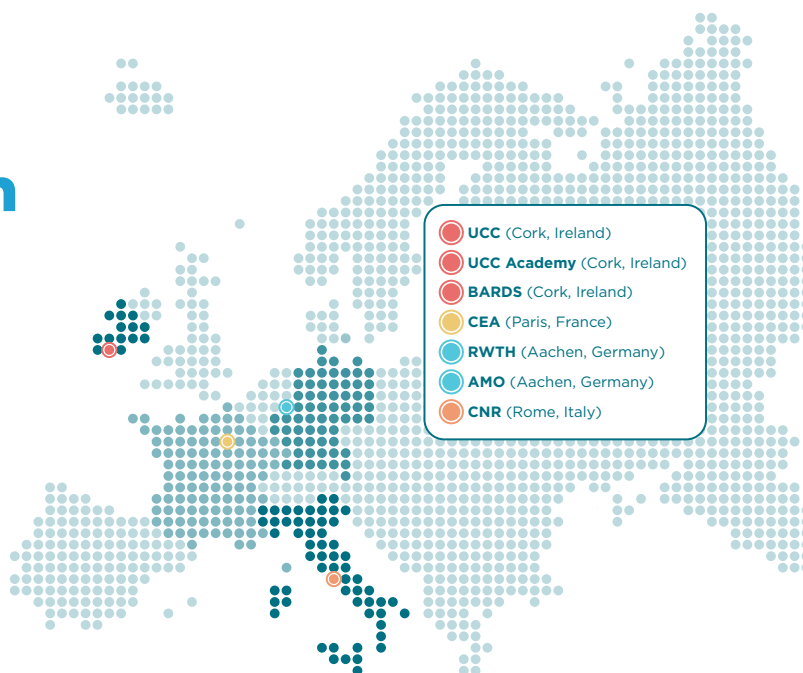 n
UCC (Cork, Ireland)
UCC Academy (Cork, Ireland)
BARDS (Cork, Ireland)
CEA (Paris, France)
RWTH (Aachen, Germany)
AMO (Aachen, Germany)
CNR (Rome, Italy)